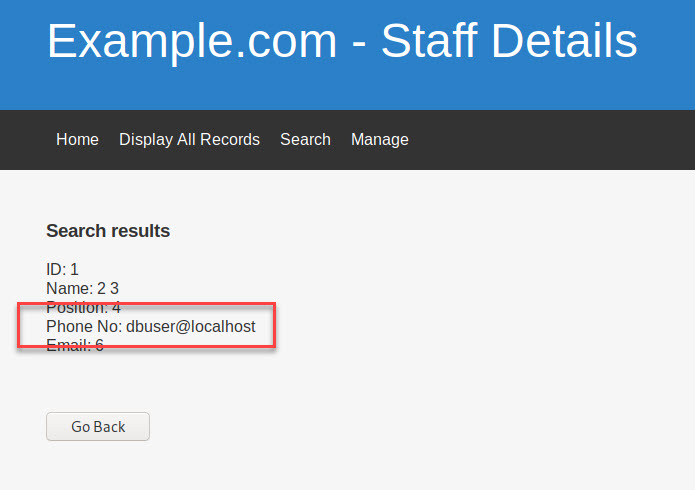 Example.com - Staff Details
Home Display All Records Search Manage
Search results
ID: 1
Name: 2 3
Position: 4
Phone No: dbuser@localhost
Email: 6
Go Back